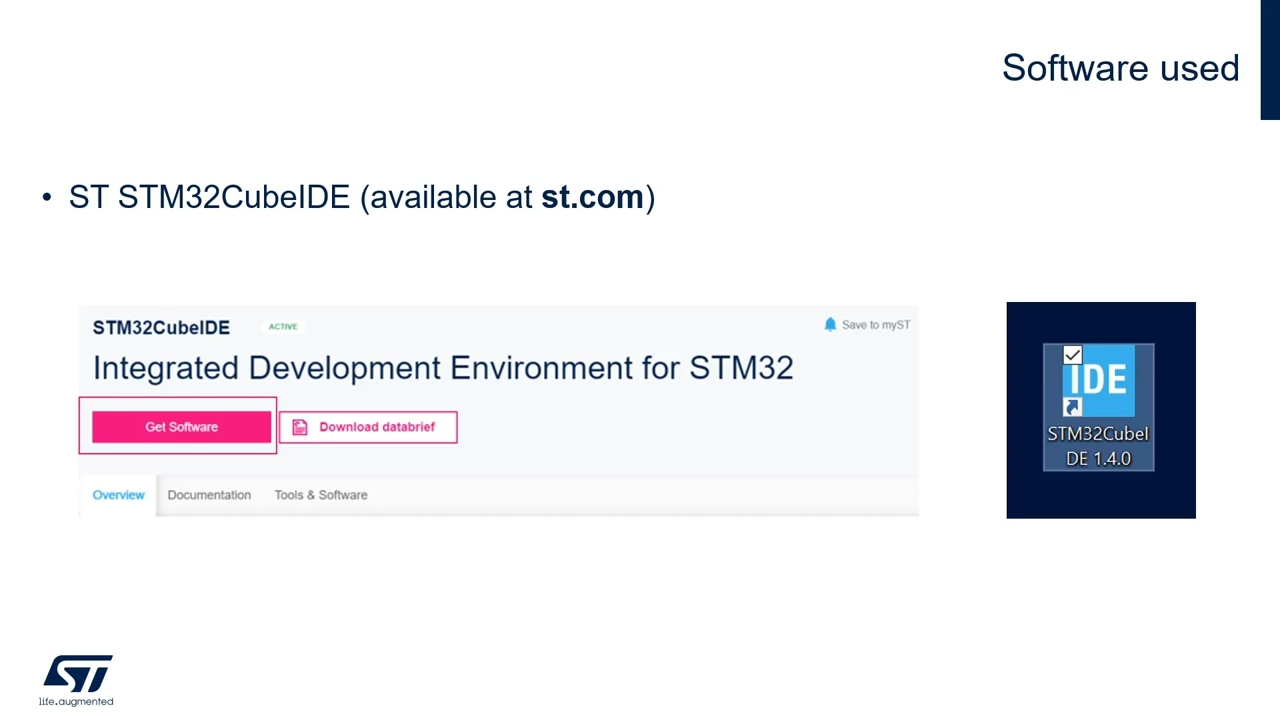 Software used
• ST STM32CubeIDE (available at st.com)
STM32CubeIDE ACTIVE Save to myST
Integrated Development Environment for STM32
Get Software Download databrief
Overview Documentation Tools & Software
IDE
STM32CubeI
DE 1.4.0
ST
life.augmented